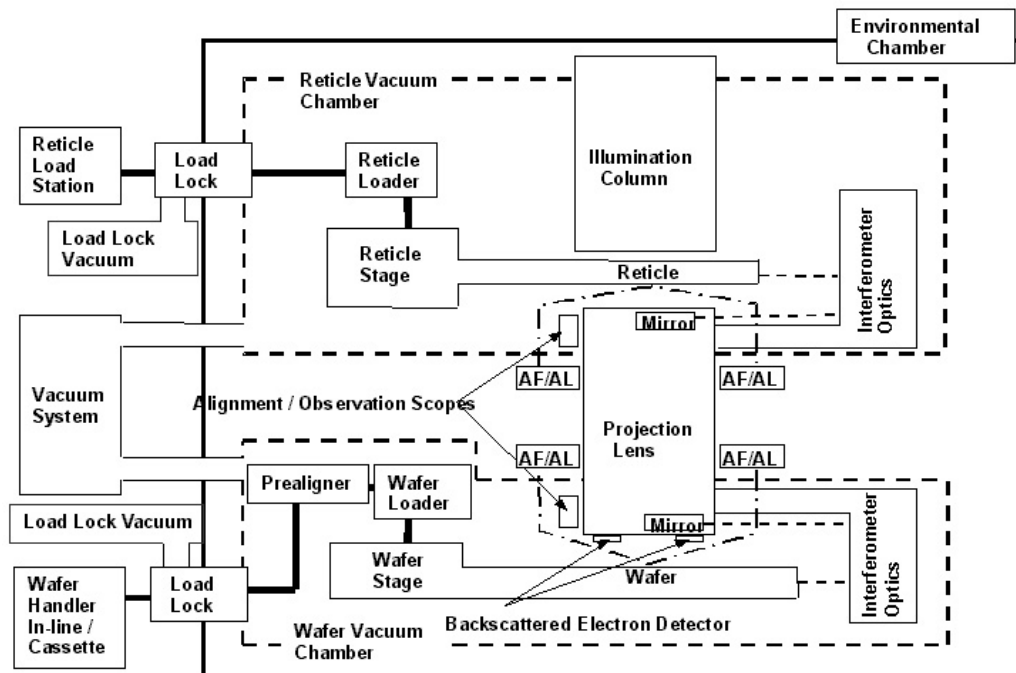 Environmental
Chamber
Reticle Vacuum
Chamber
Reticle
Load
Station
Load
Lock
Reticle
Loader
Illumination
Column
Load Lock
Vacuum
Reticle
Stage
Reticle
Interferometer
Optics
Mirror
Vacuum
System
AF/AL
AF/AL
Alignment / Observation Scopes
Projection
Lens
AF/AL
AF/AL
Prealigner
Wafer
Loader
Load Lock Vacuum
Mirror
Wafer
Stage
Wafer
Interferometer
Optics
Wafer
Handler
In-line /
Cassette
Load
Lock
Backscattered Electron Detector
Wafer Vacuum
Chamber